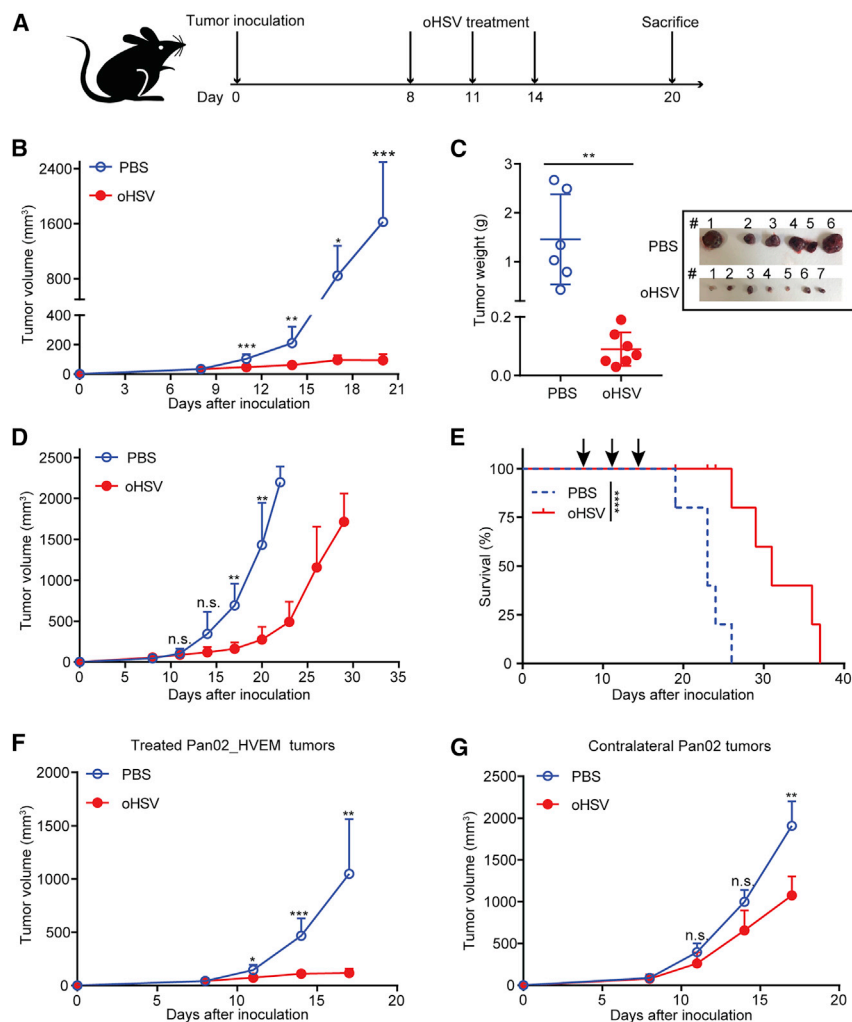 A
Tumor inoculation
oHSV treatment
Sacrifice
Day 0 8 11 14 20
B
Tumor volume (mm³)
2400
1600
800
400
200
0
PBS
oHSV
***
**
*
***
0 3 6 9 12 15 18 21
Days after inoculation
C
Tumor weight (g)
3
2
1
0.2
0.0
**
PBS oHSV
# 1 2 3 4 5 6
PBS
# 1 2 3 4 5 6 7
oHSV
D
Tumor volume (mm³)
2500
2000
1500
1000
500
0
PBS
oHSV
n.s.
n.s.
**
**
0 5 10 15 20 25 30 35
Days after inoculation
E
Survival (%)
100
75
50
25
0
PBS
oHSV
****
0 10 20 30 40
Days after inoculation
F
Treated Pan02_HVEM tumors
Tumor volume (mm³)
2000
1500
1000
500
0
PBS
oHSV
*
***
**
0 5 10 15 20
Days after inoculation
G
Contralateral Pan02 tumors
Tumor volume (mm³)
2500
2000
1500
1000
500
0
PBS
oHSV
n.s.
n.s.
**
0 5 10 15 20
Days after inoculation